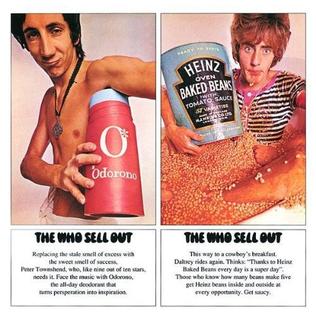 O
Odorono
THE WHO SELL OUT
Replacing the stale smell of excess with
the sweet smell of success,
Peter Townshend, who, like nine out of ten stars,
needs it. Face the music with Odorono,
the all-day deodorant that
turns perspiration into inspiration.
READY TO SERVE
HEINZ
OVEN
BAKED BEANS
WITH
TOMATO SAUCE
57 VARIETIES
THE WHO SELL OUT
This way to a cowboy's breakfast.
Daltrey rides again. Thinks: "Thanks to Heinz
Baked Beans every day is a super day".
Those who know how many beans make five
get Heinz beans inside and outside at
every opportunity. Get saucy.